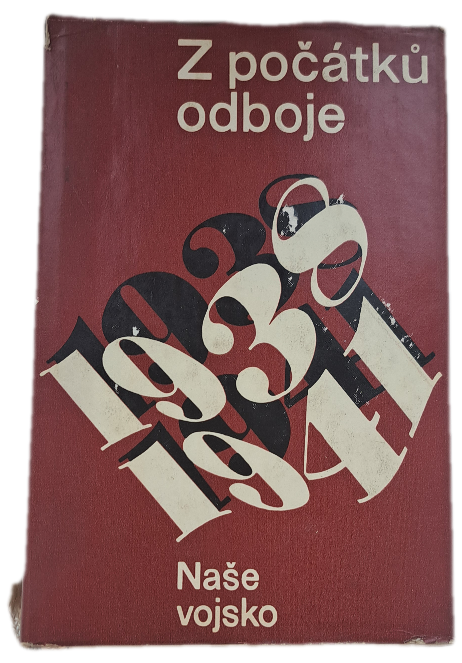 Z počátků
odboje
1938
1941
Naše
vojsko